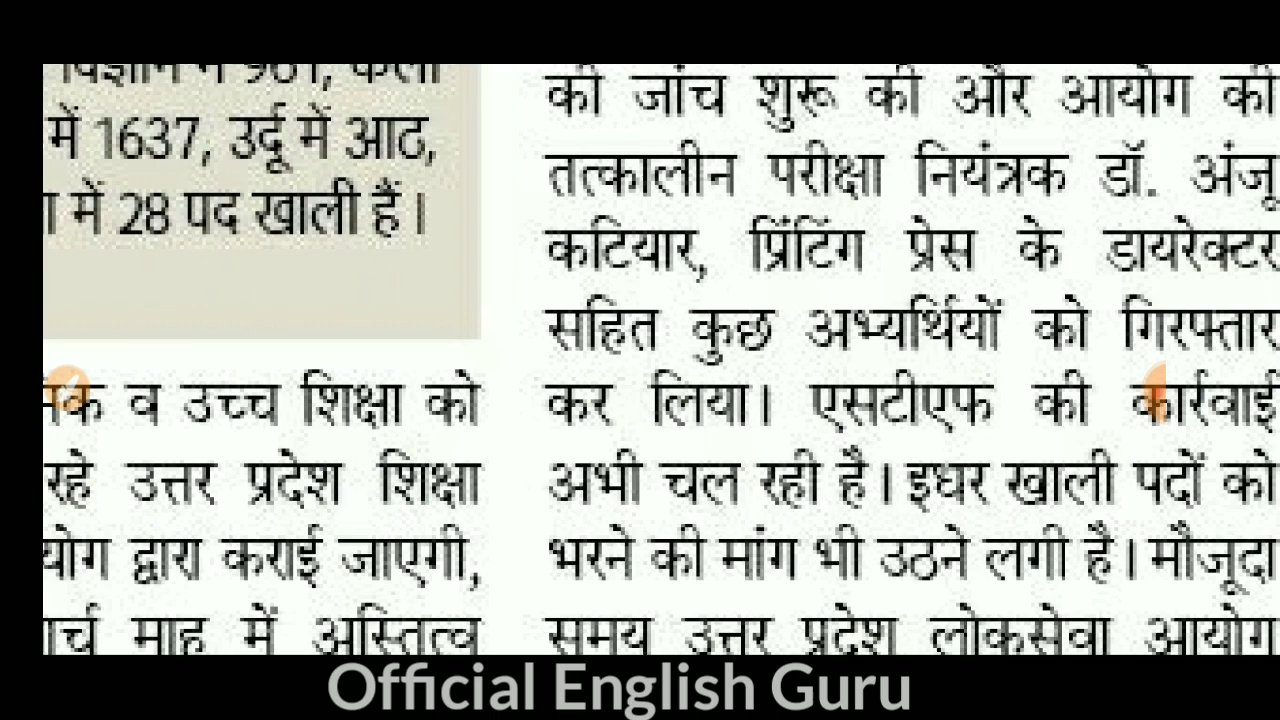 विज्ञान में 961, कला
में 1637, उर्दू में आठ,
में 28 पद खाली हैं।
व उच्च शिक्षा को
रहे उत्तर प्रदेश शिक्षा
द्वारा कराई जाएगी,
माह में अस्तित्व
की जांच शुरू की और आयोग की
तत्कालीन परीक्षा नियंत्रक डॉ. अंजू
कटियार, प्रिंटिंग प्रेस के डायरेक्टर
सहित कुछ अभ्यर्थियों को गिरफ्तार
कर लिया। एसटीएफ की कार्रवाई
अभी चल रही है। इधर खाली पदों को
भरने की मांग भी उठने लगी है। मौजूदा
समय उत्तर प्रदेश लोकसेवा आयोग
Official English Guru